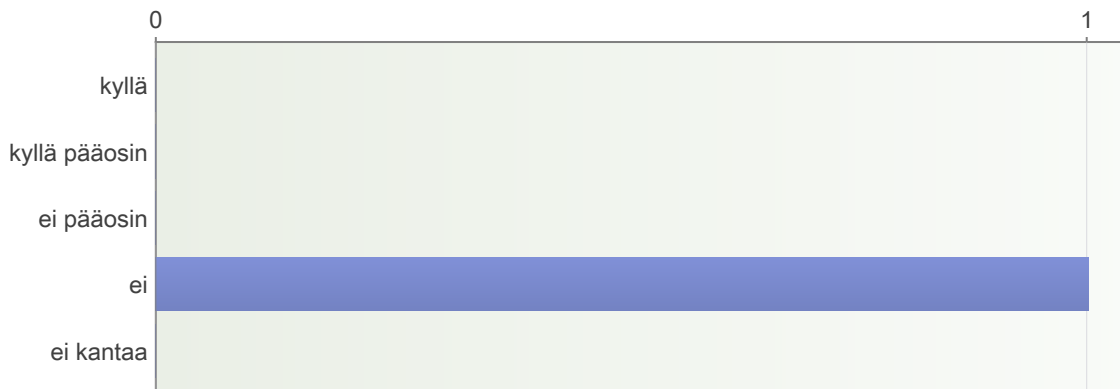 0 1
kyllä
kyllä pääosin
ei pääosin
ei
ei kantaa